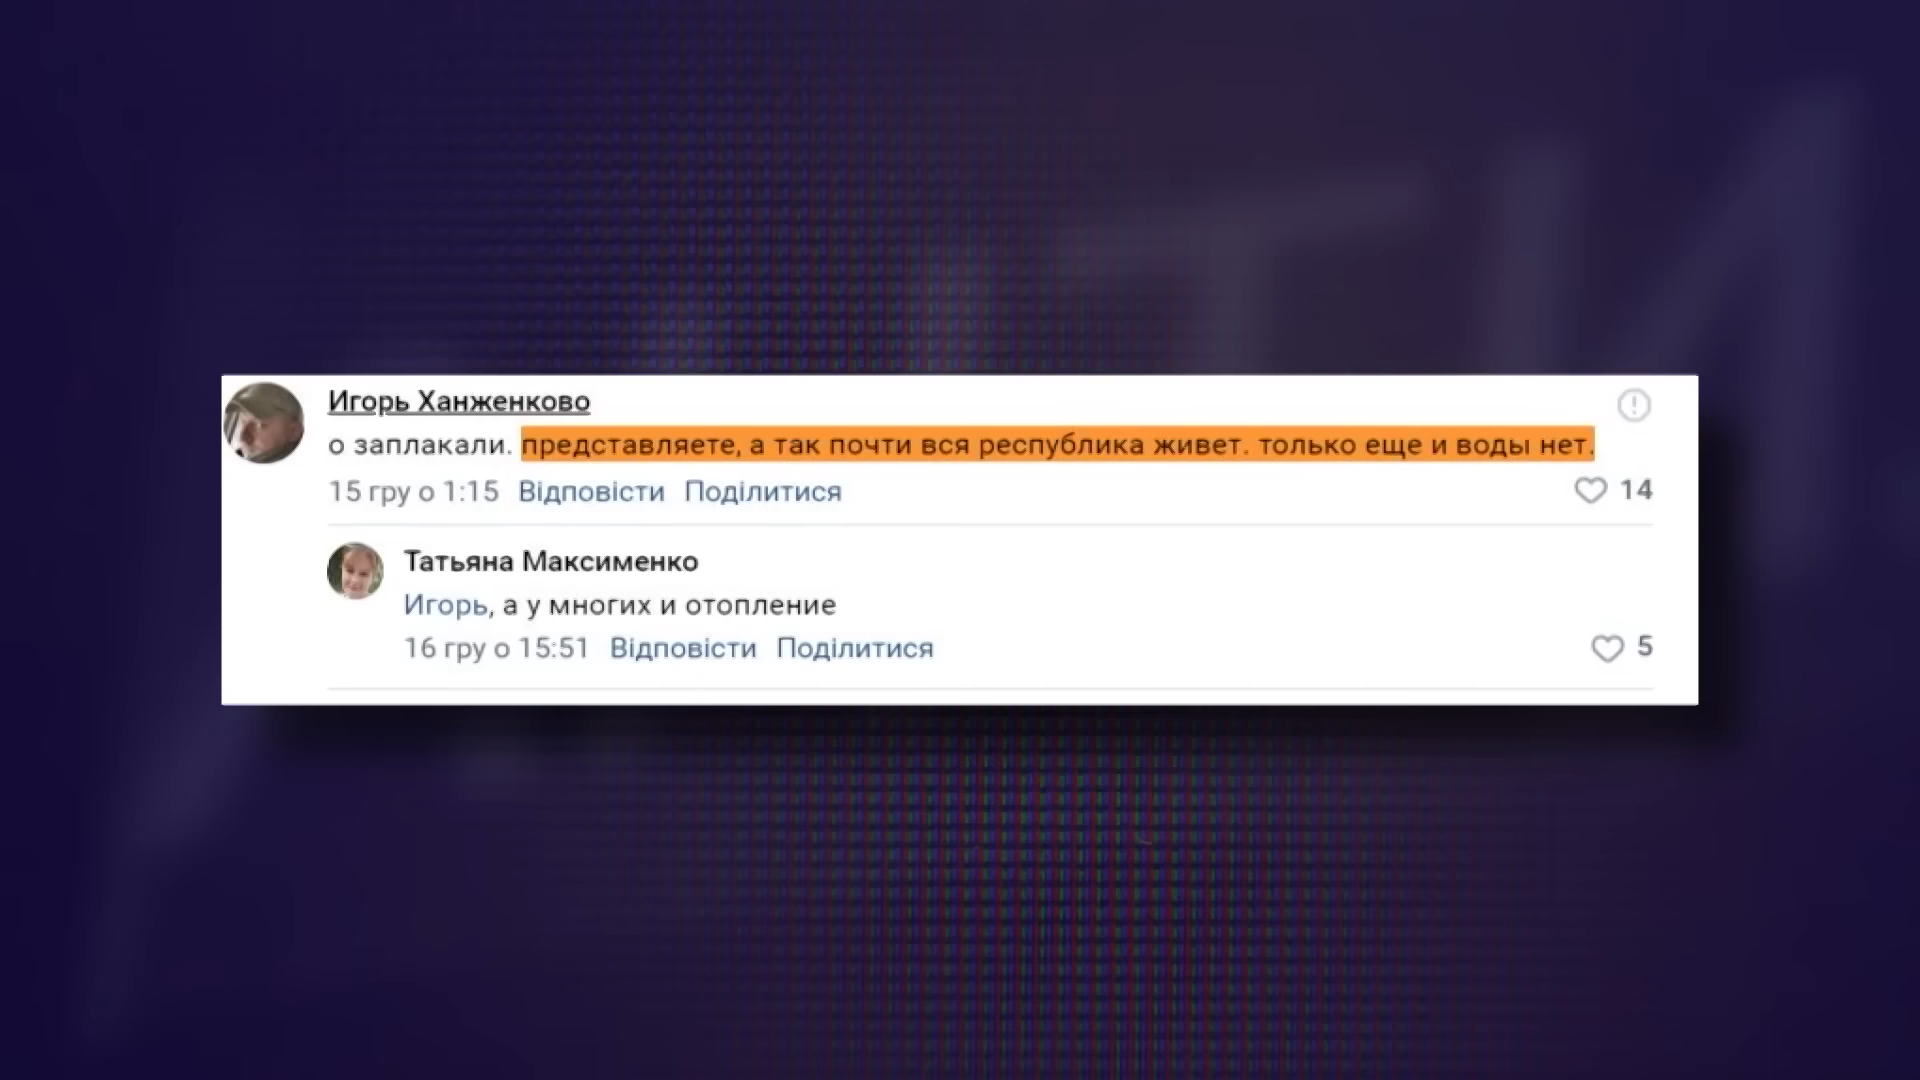 Игорь Ханженково
о заплакали. представляете, а так почти вся республика живет. только еще и воды нет.
15 гру о 1:15 Відповісти Поділитися 14
Татьяна Максименко
Игорь, а у многих и отопление
16 гру о 15:51 Відповісти Поділитися 5